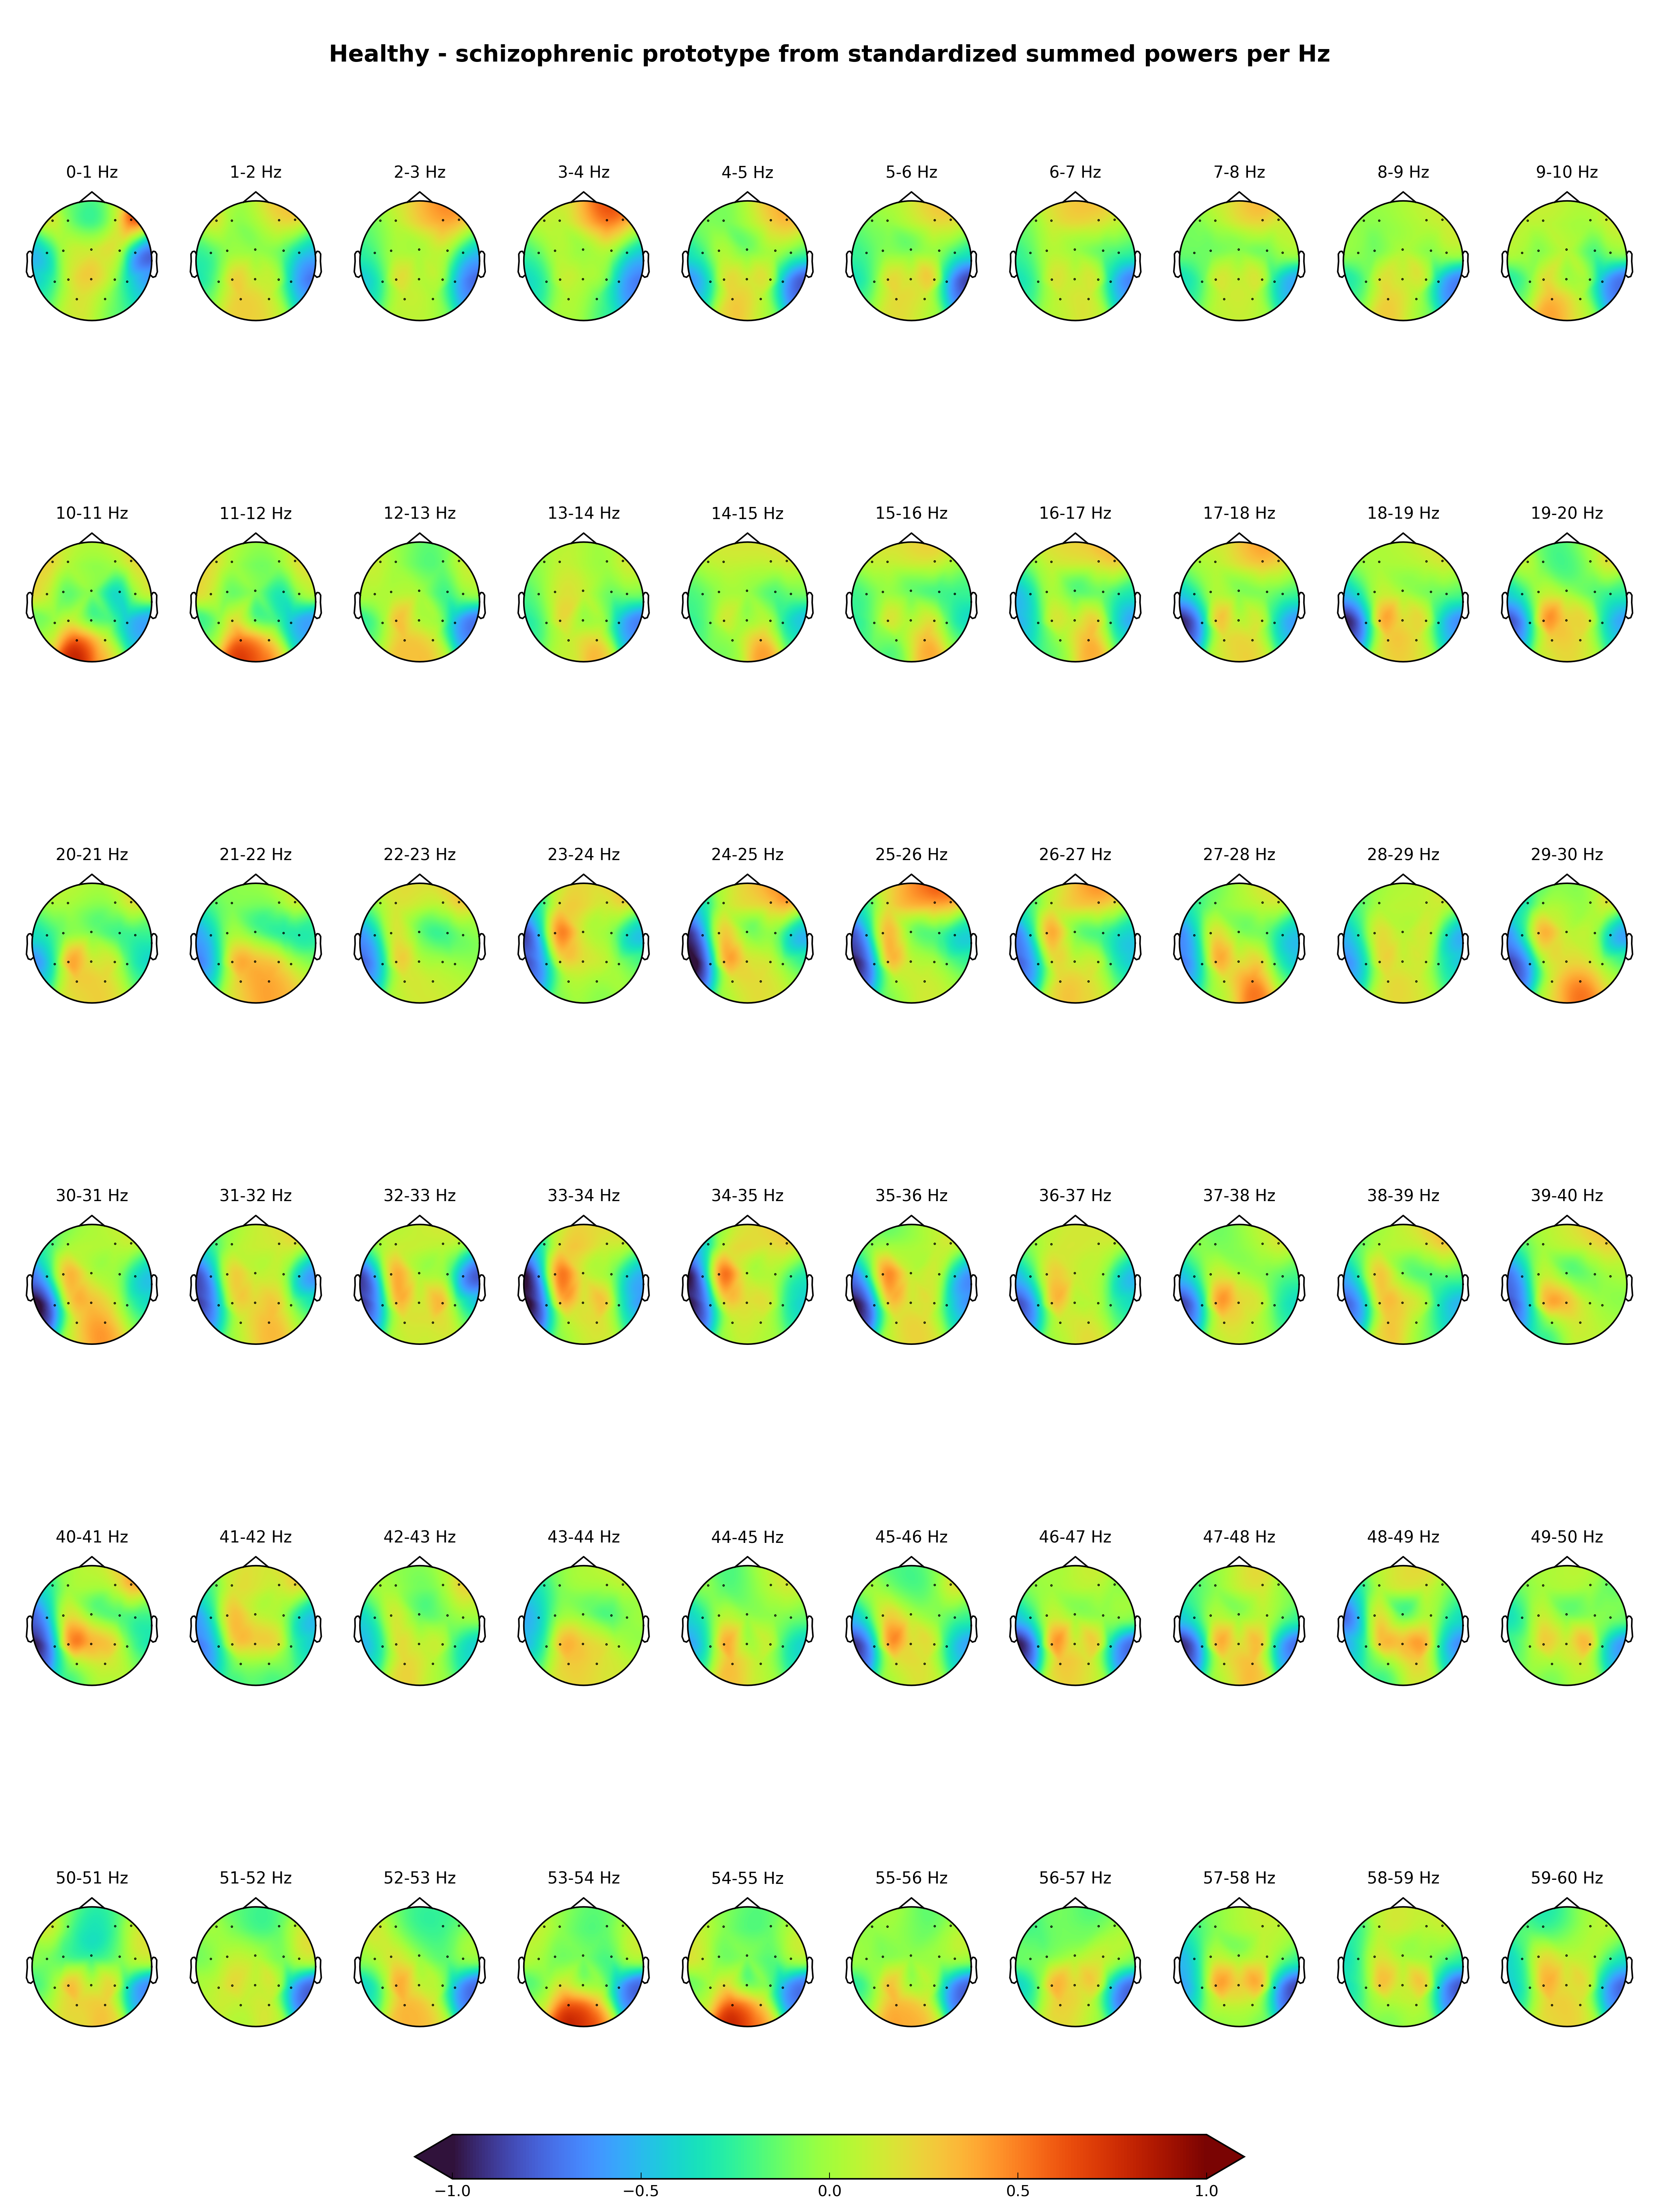 Healthy - schizophrenic prototype from standardized summed powers per Hz
0-1 Hz 1-2 Hz 2-3 Hz 3-4 Hz 4-5 Hz 5-6 Hz 6-7 Hz 7-8 Hz 8-9 Hz 9-10 Hz
10-11 Hz 11-12 Hz 12-13 Hz 13-14 Hz 14-15 Hz 15-16 Hz 16-17 Hz 17-18 Hz 18-19 Hz 19-20 Hz
20-21 Hz 21-22 Hz 22-23 Hz 23-24 Hz 24-25 Hz 25-26 Hz 26-27 Hz 27-28 Hz 28-29 Hz 29-30 Hz
30-31 Hz 31-32 Hz 32-33 Hz 33-34 Hz 34-35 Hz 35-36 Hz 36-37 Hz 37-38 Hz 38-39 Hz 39-40 Hz
40-41 Hz 41-42 Hz 42-43 Hz 43-44 Hz 44-45 Hz 45-46 Hz 46-47 Hz 47-48 Hz 48-49 Hz 49-50 Hz
50-51 Hz 51-52 Hz 52-53 Hz 53-54 Hz 54-55 Hz 55-56 Hz 56-57 Hz 57-58 Hz 58-59 Hz 59-60 Hz
−1.0 −0.5 0.0 0.5 1.0